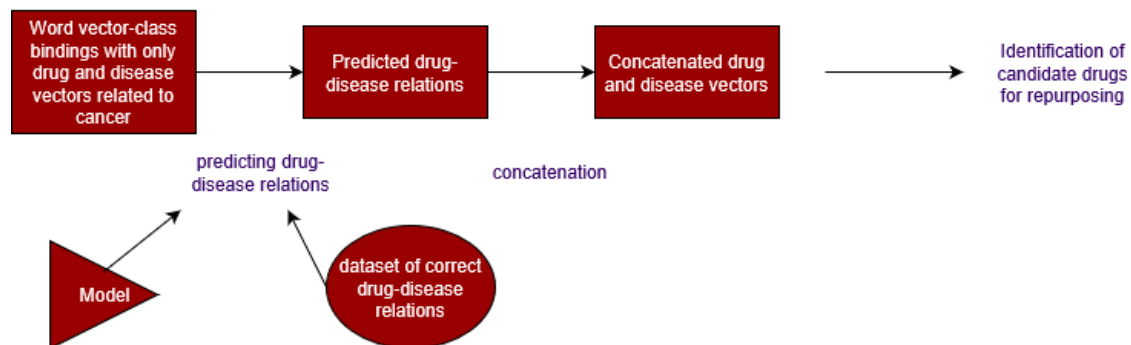 Word vector-class
bindings with only
drug and disease
vectors related to
cancer
Predicted drug-
disease relations
Concatenated drug
and disease vectors
Identification of
candidate drugs
for repurposing
predicting drug-
disease relations
concatenation
Model
dataset of correct
drug-disease
relations